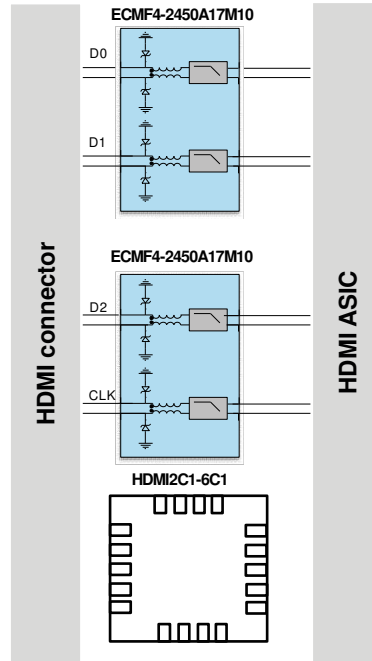 ECMF4-2450A17M10
D0
D1
ECMF4-2450A17M10
D2
CLK
HDMI2C1-6C1
HDMI connector
HDMI ASIC